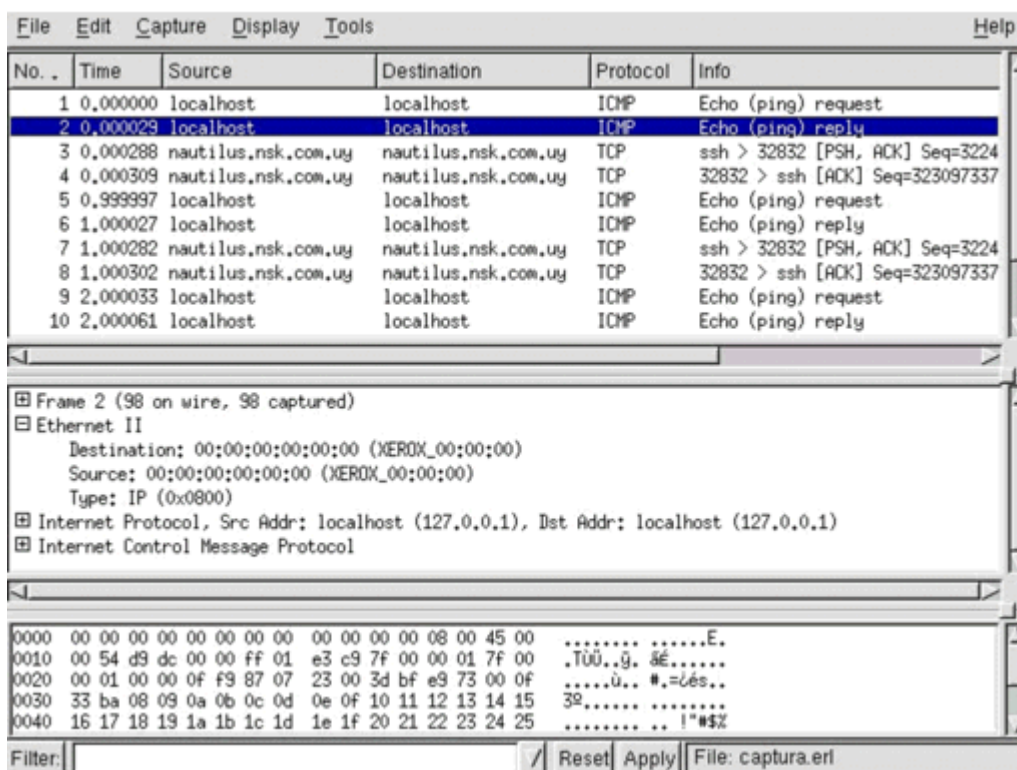 File Edit Capture Display Tools Help
No. . Time Source Destination Protocol Info
1 0.000000 localhost localhost ICMP Echo (ping) request
2 0.000029 localhost localhost ICMP Echo (ping) reply
3 0.000288 nautilus.nsk.com.uy nautilus.nsk.com.uy TCP ssh > 32832 [PSH, ACK] Seq=3224
4 0.000309 nautilus.nsk.com.uy nautilus.nsk.com.uy TCP 32832 > ssh [ACK] Seq=323097337
5 0.999997 localhost localhost ICMP Echo (ping) request
6 1.000027 localhost localhost ICMP Echo (ping) reply
7 1.000282 nautilus.nsk.com.uy nautilus.nsk.com.uy TCP ssh > 32832 [PSH, ACK] Seq=3224
8 1.000302 nautilus.nsk.com.uy nautilus.nsk.com.uy TCP 32832 > ssh [ACK] Seq=323097337
9 2.000033 localhost localhost ICMP Echo (ping) request
10 2.000061 localhost localhost ICMP Echo (ping) reply
Frame 2 (98 on wire, 98 captured)
Ethernet II
Destination: 00:00:00:00:00:00 (XEROX_00:00:00)
Source: 00:00:00:00:00:00 (XEROX_00:00:00)
Type: IP (0x0800)
Internet Protocol, Src Addr: localhost (127.0.0.1), Dst Addr: localhost (127.0.0.1)
Internet Control Message Protocol
0000 00 00 00 00 00 00 00 00 00 00 00 00 08 00 45 00 ........ ......E.
0010 00 54 d9 dc 00 00 ff 01 e3 c9 7f 00 00 01 7f 00 .TùÜ..ÿ. ãÉ......
0020 00 01 00 00 0f f9 87 07 23 00 3d bf e9 73 00 0f .....ù.. #.=¿és..
0030 33 ba 08 09 0a 0b 0c 0d 0e 0f 10 11 12 13 14 15 3º...... ........
0040 16 17 18 19 1a 1b 1c 1d 1e 1f 20 21 22 23 24 25 ........ .. !"#$%
Filter: / Reset Apply File: captura.erl